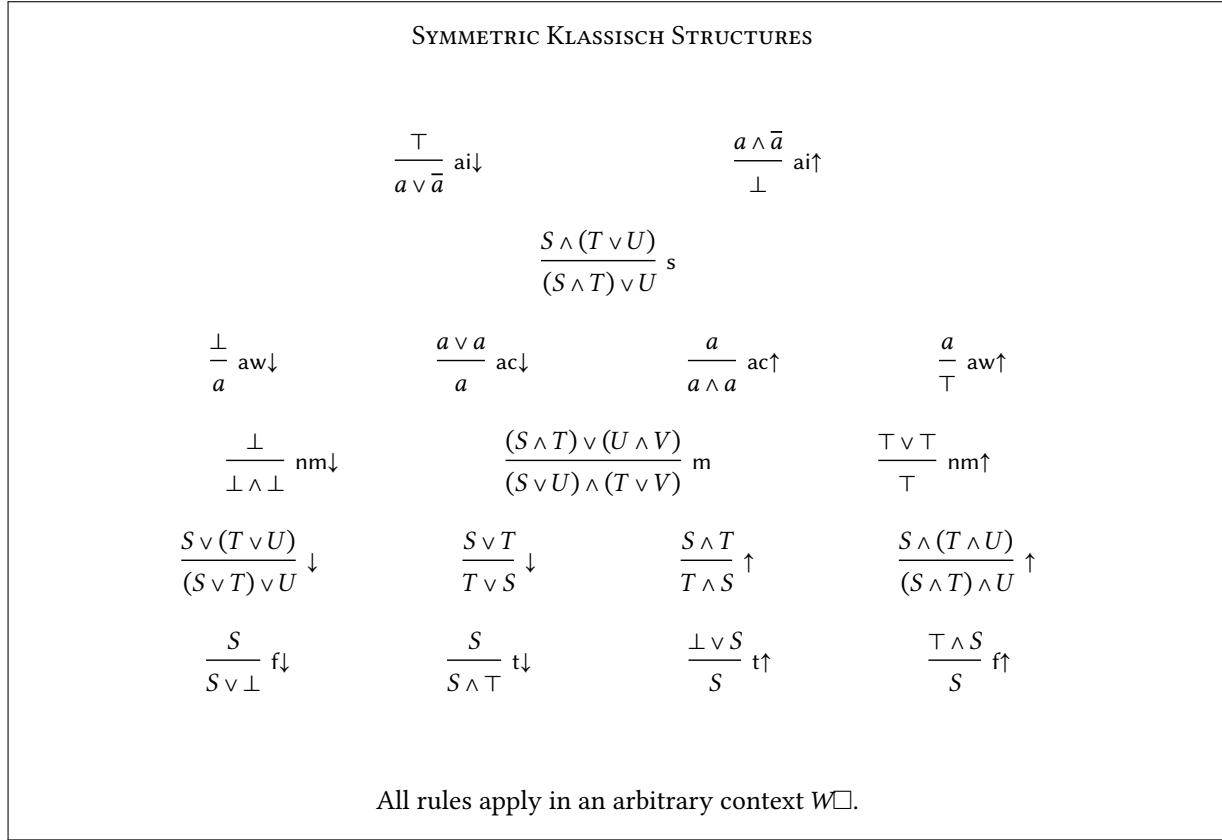 SYMMETRIC KLASSISCH STRUCTURES
⊤ / a ∨ a̅ ai↓    a ∧ a̅ / ⊥ ai↑
S ∧ (T ∨ U) / (S ∧ T) ∨ U s
⊥ / a aw↓    a ∨ a / a ac↓    a / a ∧ a ac↑    a / ⊤ aw↑
⊥ / ⊥ ∧ ⊥ nm↓    (S ∧ T) ∨ (U ∧ V) / (S ∨ U) ∧ (T ∨ V) m    ⊤ ∨ ⊤ / ⊤ nm↑
S ∨ (T ∨ U) / (S ∨ T) ∨ U ↓    S ∨ T / T ∨ S ↓    S ∧ T / T ∧ S ↑    S ∧ (T ∧ U) / (S ∧ T) ∧ U ↑
S / S ∨ ⊥ f↓    S / S ∧ ⊤ t↓    ⊥ ∨ S / S t↑    ⊤ ∧ S / S f↑
All rules apply in an arbitrary context W□.